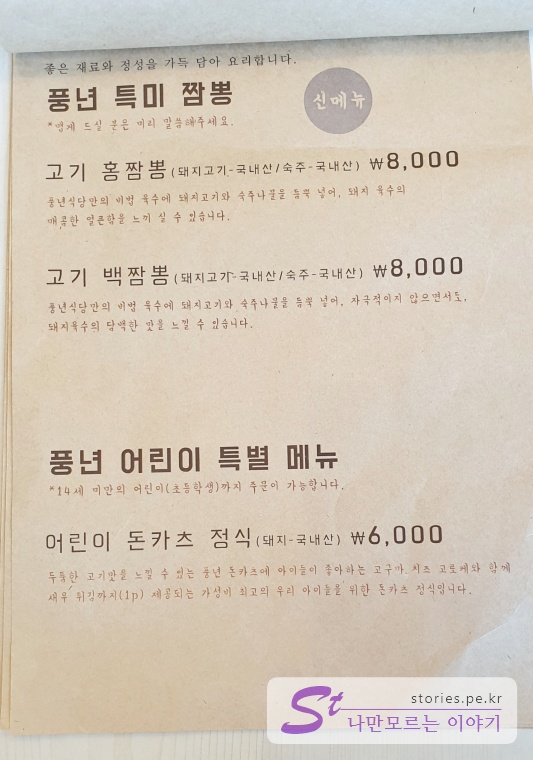 좋은 재료와 정성을 가득 담아 요리합니다.
풍년 특미 짬뽕
신메뉴
*맵게 드실 분은 미리 말씀해주세요.
고기 홍짬뽕(돼지고기-국내산/숙주-국내산) ₩8,000
풍년식당만의 비법 육수에 돼지고기와 숙주나물을 듬뿍 넣어, 돼지 육수의
매콤한 얼큰함을 느끼 실 수 있습니다.
고기 백짬뽕(돼지고기-국내산/숙주-국내산) ₩8,000
풍년식당만의 비법 육수에 돼지고기와 숙주나물을 듬뿍 넣어, 자극적이지 않으면서도,
돼지육수의 담백한 맛을 느낄 수 있습니다.
풍년 어린이 특별 메뉴
*14세 미만의 어린이(초등학생)까지 주문이 가능합니다.
어린이 돈카츠 정식(돼지-국내산) ₩6,000
두툼한 고기맛을 느낄 수 있는 풍년 돈카츠에 아이들이 좋아하는 고구마 치즈 고로케와 함께
새우 튀김까지(1p) 제공되는 가성비 최고의 우리 아이들을 위한 돈카츠 정식입니다.
St
stories.pe.kr
나만모르는 이야기